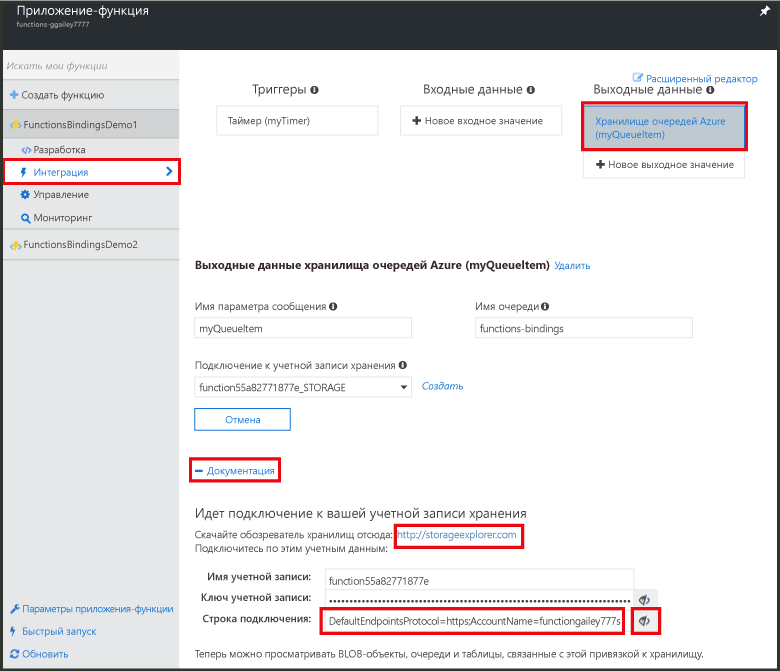 Приложение-функция
functions-ggailey7777
Искать мои функции
Создать функцию
FunctionsBindingsDemo1
Разработка
Интеграция
Управление
Мониторинг
FunctionsBindingsDemo2
Параметры приложения-функции
Быстрый запуск
Обновить
Расширенный редактор
Триггеры
Входные данные
Выходные данные
Таймер (myTimer)
Новое входное значение
Хранилище очередей Azure
(myQueueItem)
Новое выходное значение
Выходные данные хранилища очередей Azure (myQueueItem) Удалить
Имя параметра сообщения
Имя очереди
myQueueItem
functions-bindings
Подключение к учетной записи хранения
function55a82771877e_STORAGE
Создать
Отмена
Документация
Идет подключение к вашей учетной записи хранения
Скачайте обозреватель хранилищ отсюда: http://storageexplorer.com
Подключитесь по этим учетным данным:
Имя учетной записи: function55a82771877e
Ключ учетной записи:
Строка подключения: DefaultEndpointsProtocol=https;AccountName=functiongailey777s
Теперь можно просматривать BLOB-объекты, очереди и таблицы, связанные с этой привязкой к хранилищу.